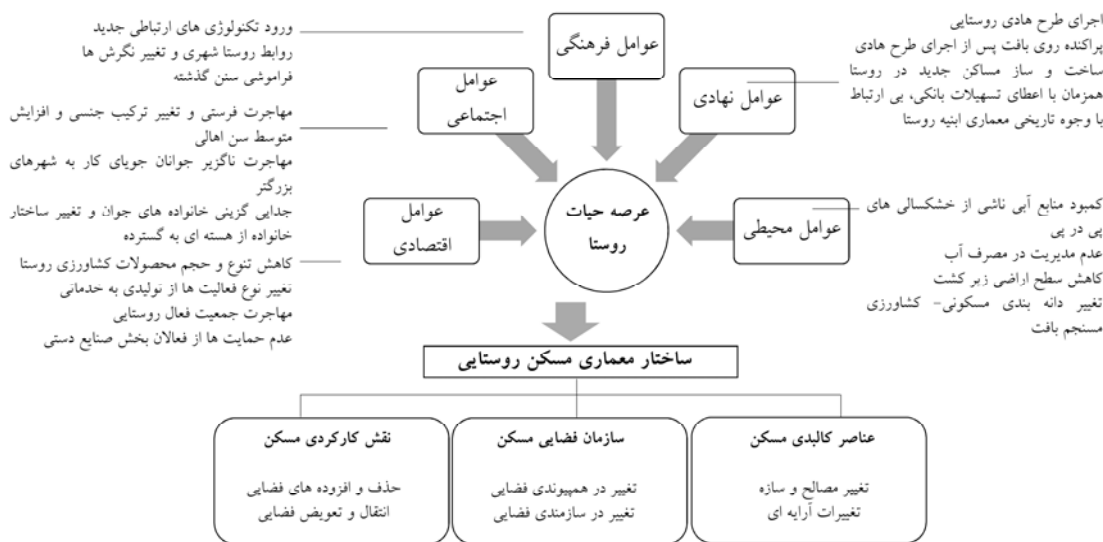 عوامل فرهنگی
ورود تکنولوژی های ارتباطی جدید
روابط روستا شهری و تغییر نگرش ها
فراموشی سنن گذشته
اجرای طرح هادی روستایی
پراکنده روی بافت پس از اجرای طرح هادی
ساخت و ساز مساکن جدید در روستا
همزمان با اعطای تسهیلات بانکی، بی ارتباط
با وجوه تاریخی معماری ابنیه روستا
عوامل نهادی
عوامل
اجتماعی
مهاجرت فرستی و تغییر ترکیب جنسی و افزایش
متوسط سن اهالی
مهاجرت ناگزیر جوانان جویای کار به شهرهای
بزرگتر
جدایی گزینی خانواده های جوان و تغییر ساختار
خانواده از هسته ای به گسترده
عرصه حیات
روستا
عوامل محیطی
کمبود منابع آبی ناشی از خشکسالی های
پی در پی
عدم مدیریت در مصرف آب
کاهش سطح اراضی زیر کشت
تغییر دانه بندی مسکونی- کشاورزی
مسنجم بافت
عوامل
اقتصادی
کاهش تنوع و حجم محصولات کشاورزی روستا
تغییر نوع فعالیت ها از تولیدی به خدماتی
مهاجرت جمعیت فعال روستایی
عدم حمایت ها از فعالان بخش صنایع دستی
ساختار معماری مسکن روستایی
عناصر کالبدی مسکن
تغییر مصالح و سازه
تغییرات آرایه ای
سازمان فضایی مسکن
تغییر در همپیوندی فضایی
تغییر در سازمندی فضایی
نقش کارکردی مسکن
حذف و افزوده های فضایی
انتقال و تعویض فضایی